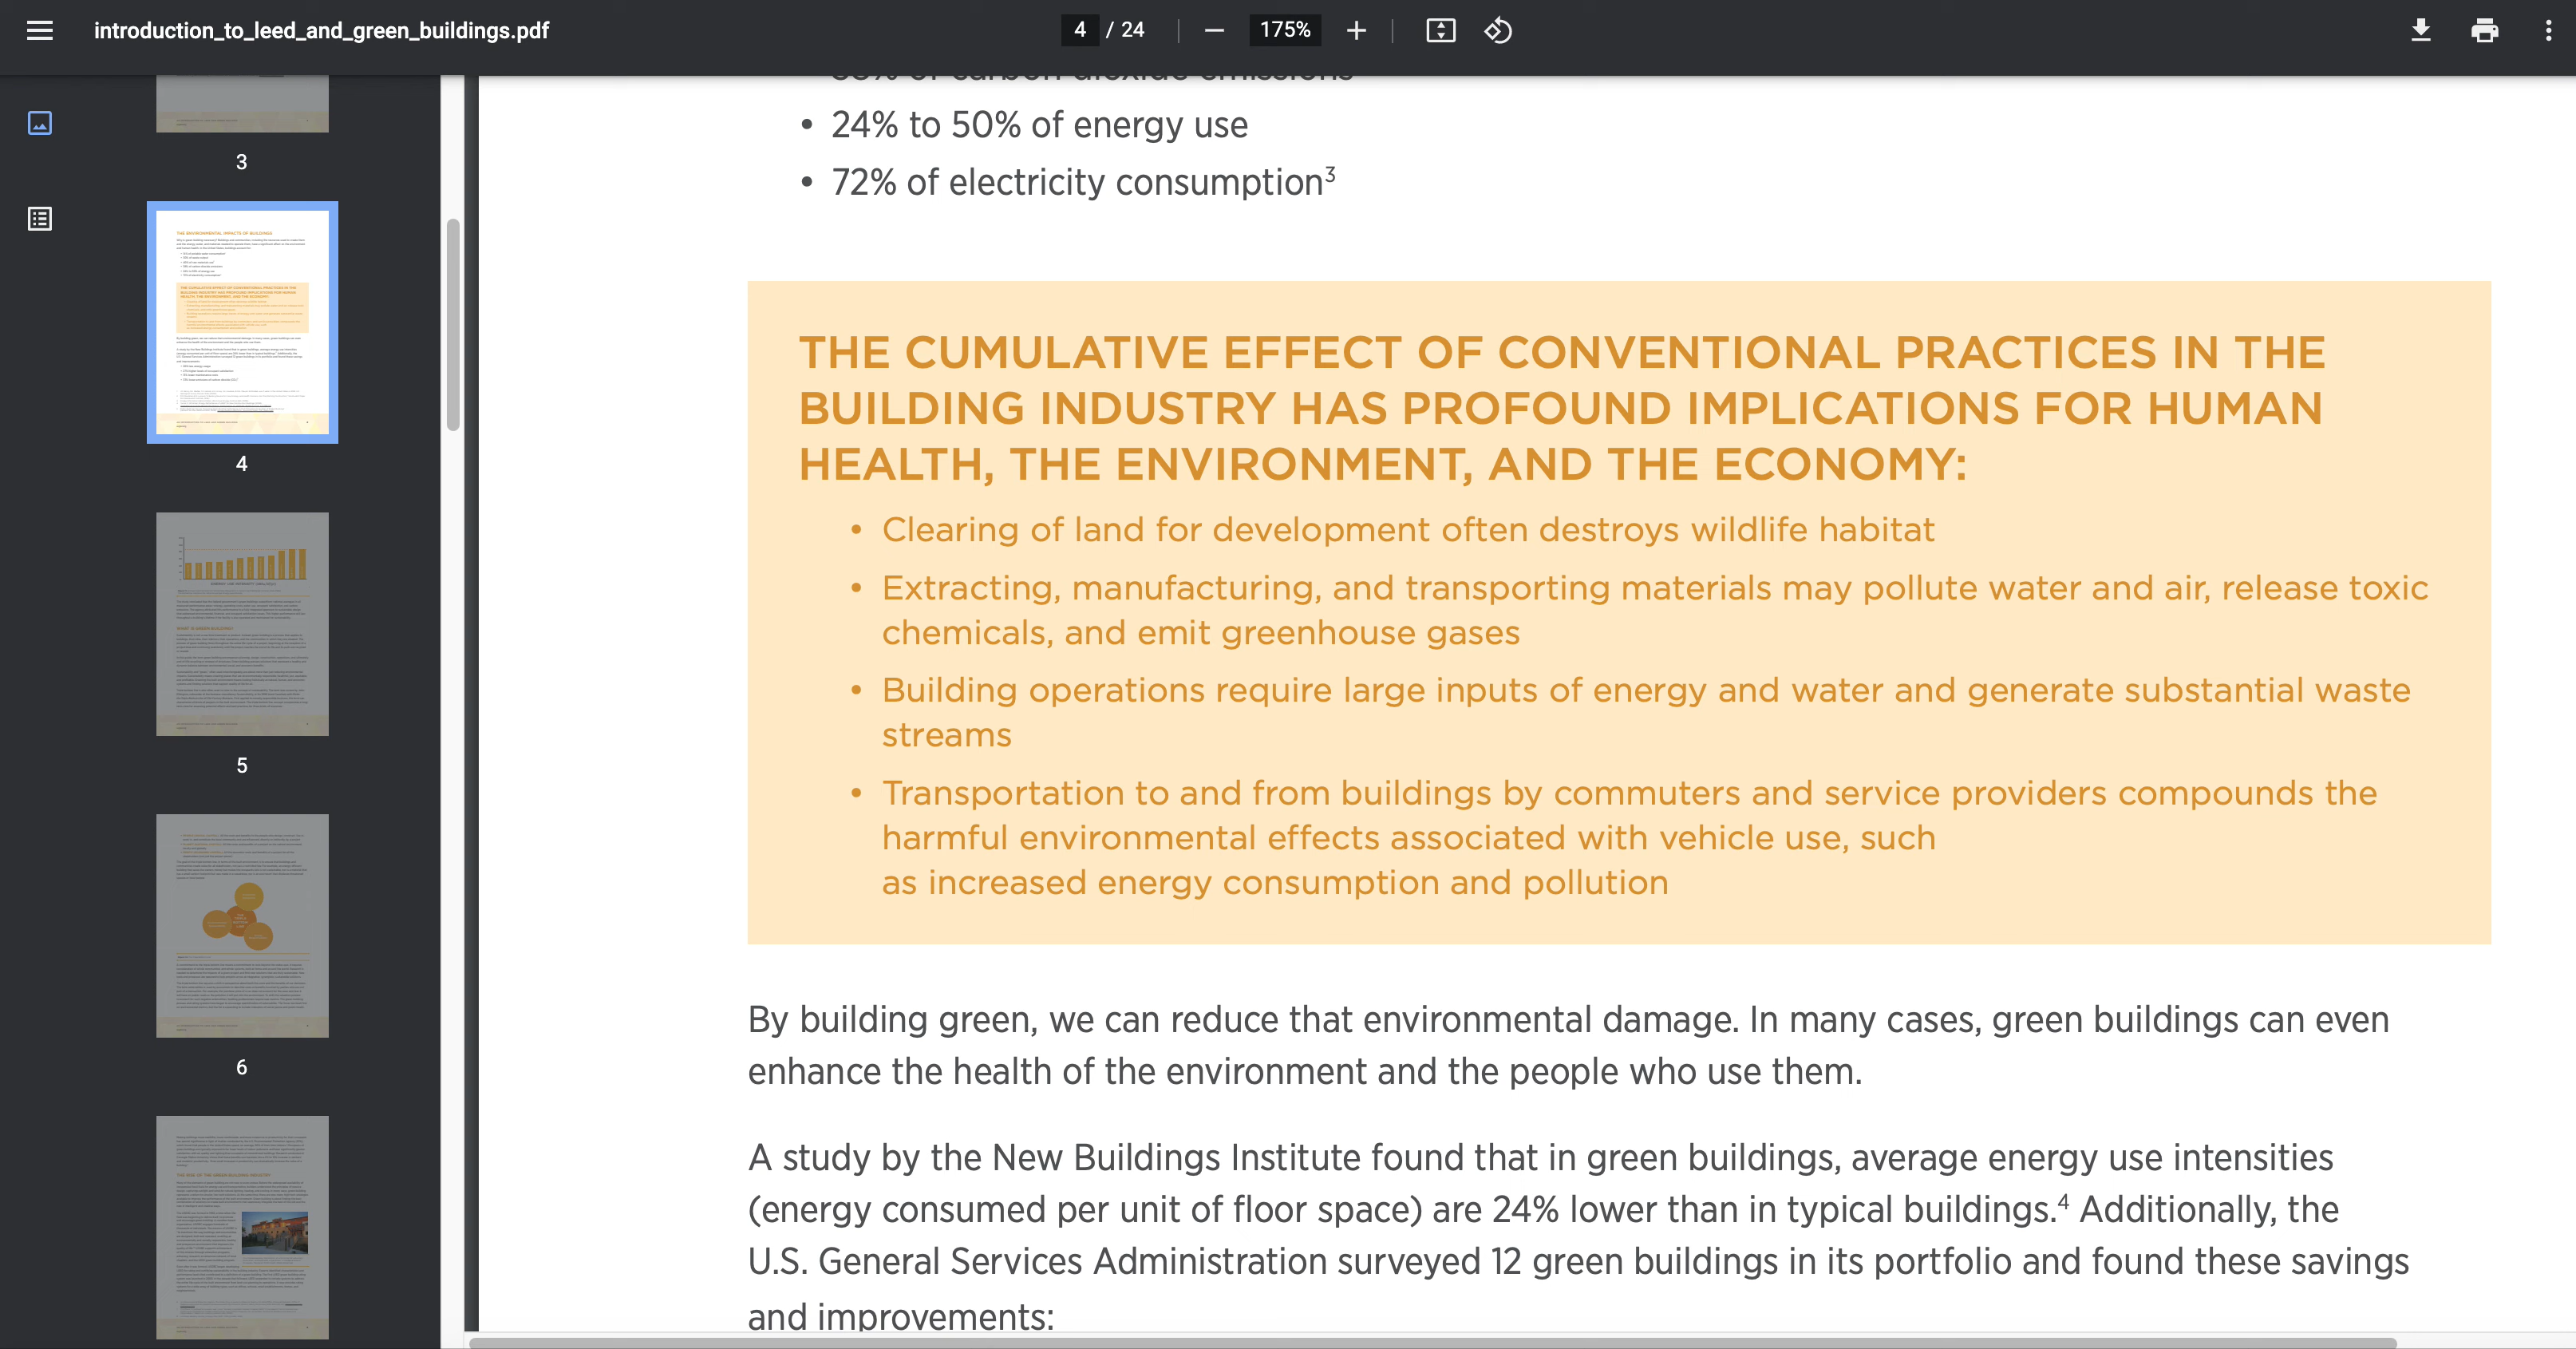 introduction_to_leed_and_green_buildings.pdf
4 / 24
175%
3
4
5
6
of carbon dioxide emissions
• 24% to 50% of energy use
• 72% of electricity consumption³
THE CUMULATIVE EFFECT OF CONVENTIONAL PRACTICES IN THE
BUILDING INDUSTRY HAS PROFOUND IMPLICATIONS FOR HUMAN
HEALTH, THE ENVIRONMENT, AND THE ECONOMY:
• Clearing of land for development often destroys wildlife habitat
• Extracting, manufacturing, and transporting materials may pollute water and air, release toxic
chemicals, and emit greenhouse gases
• Building operations require large inputs of energy and water and generate substantial waste
streams
• Transportation to and from buildings by commuters and service providers compounds the
harmful environmental effects associated with vehicle use, such
as increased energy consumption and pollution
By building green, we can reduce that environmental damage. In many cases, green buildings can even
enhance the health of the environment and the people who use them.
A study by the New Buildings Institute found that in green buildings, average energy use intensities
(energy consumed per unit of floor space) are 24% lower than in typical buildings.⁴ Additionally, the
U.S. General Services Administration surveyed 12 green buildings in its portfolio and found these savings
and improvements: